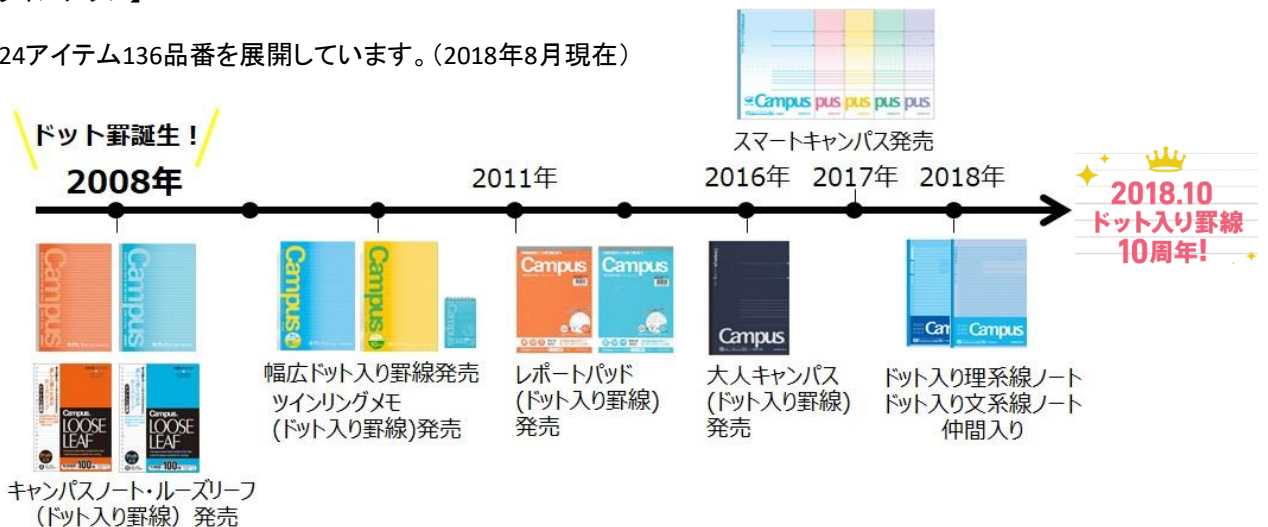 24アイテム136品番を展開しています。（2018年8月現在）
Campus pus pus pus pus
スマートキャンパス発売
ドット罫誕生！
2008年
2011年
2016年
2017年
2018年
2018.10
ドット入り罫線
10周年!
Campus
Campus
Campus
Campus
Campus
Campus
Campus
Campus
Cam
Campus
幅広ドット入り罫線発売
ツインリングメモ
(ドット入り罫線)発売
レポートパッド
(ドット入り罫線)
発売
大人キャンパス
(ドット入り罫線)
発売
ドット入り理系線ノート
ドット入り文系線ノート
仲間入り
Campus.
LOOSE
LEAF
100
Campus.
LOOSE
LEAF
100
キャンパスノート・ルーズリーフ
（ドット入り罫線）発売